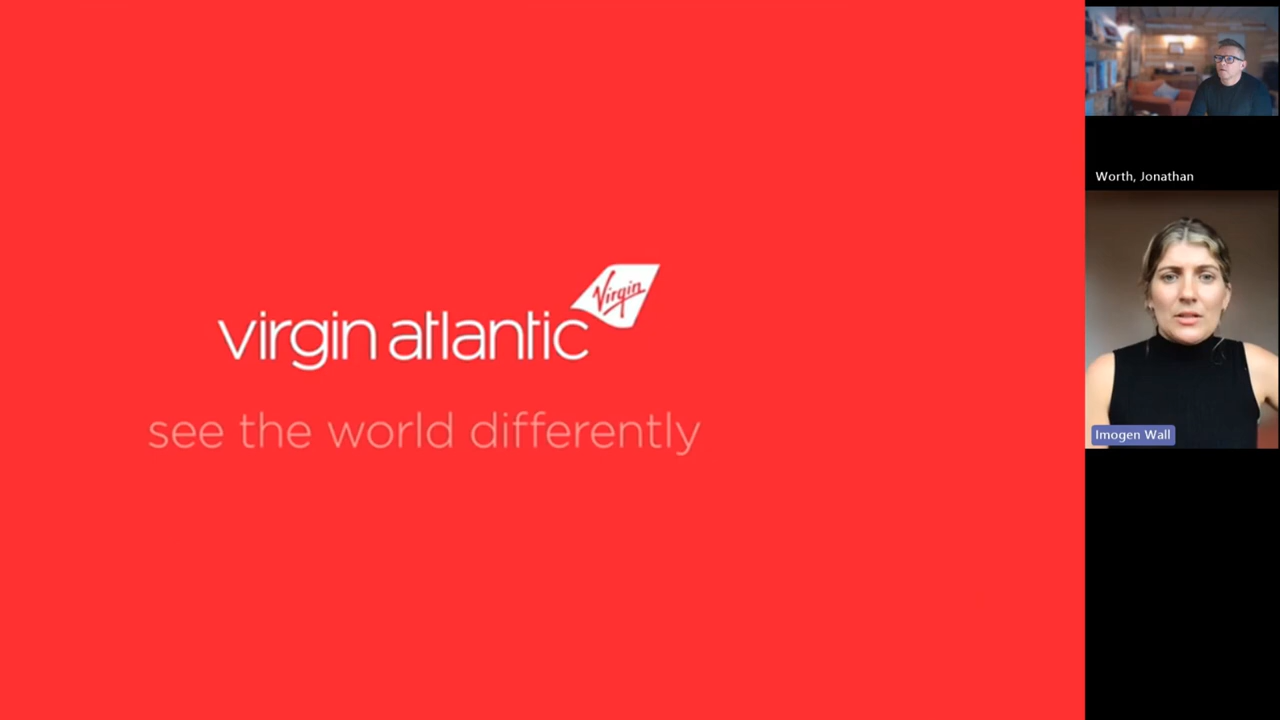 Virgin
virgin atlantic
see the world differently
Worth, Jonathan
Imogen Wall